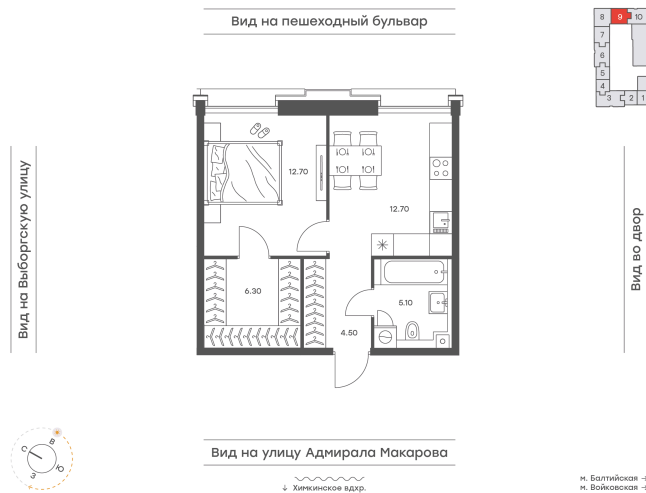 Вид на пешеходный бульвар
8 9 10
7
6
5
4
3 2 1
Вид на Выборгскую улицу
Вид во двор
12.70
12.70
6.30
5.10
4.50
Вид на улицу Адмирала Макарова
С В Ю З
↓ Химкинское вдхр.
м. Балтийская →
м. Войковская →